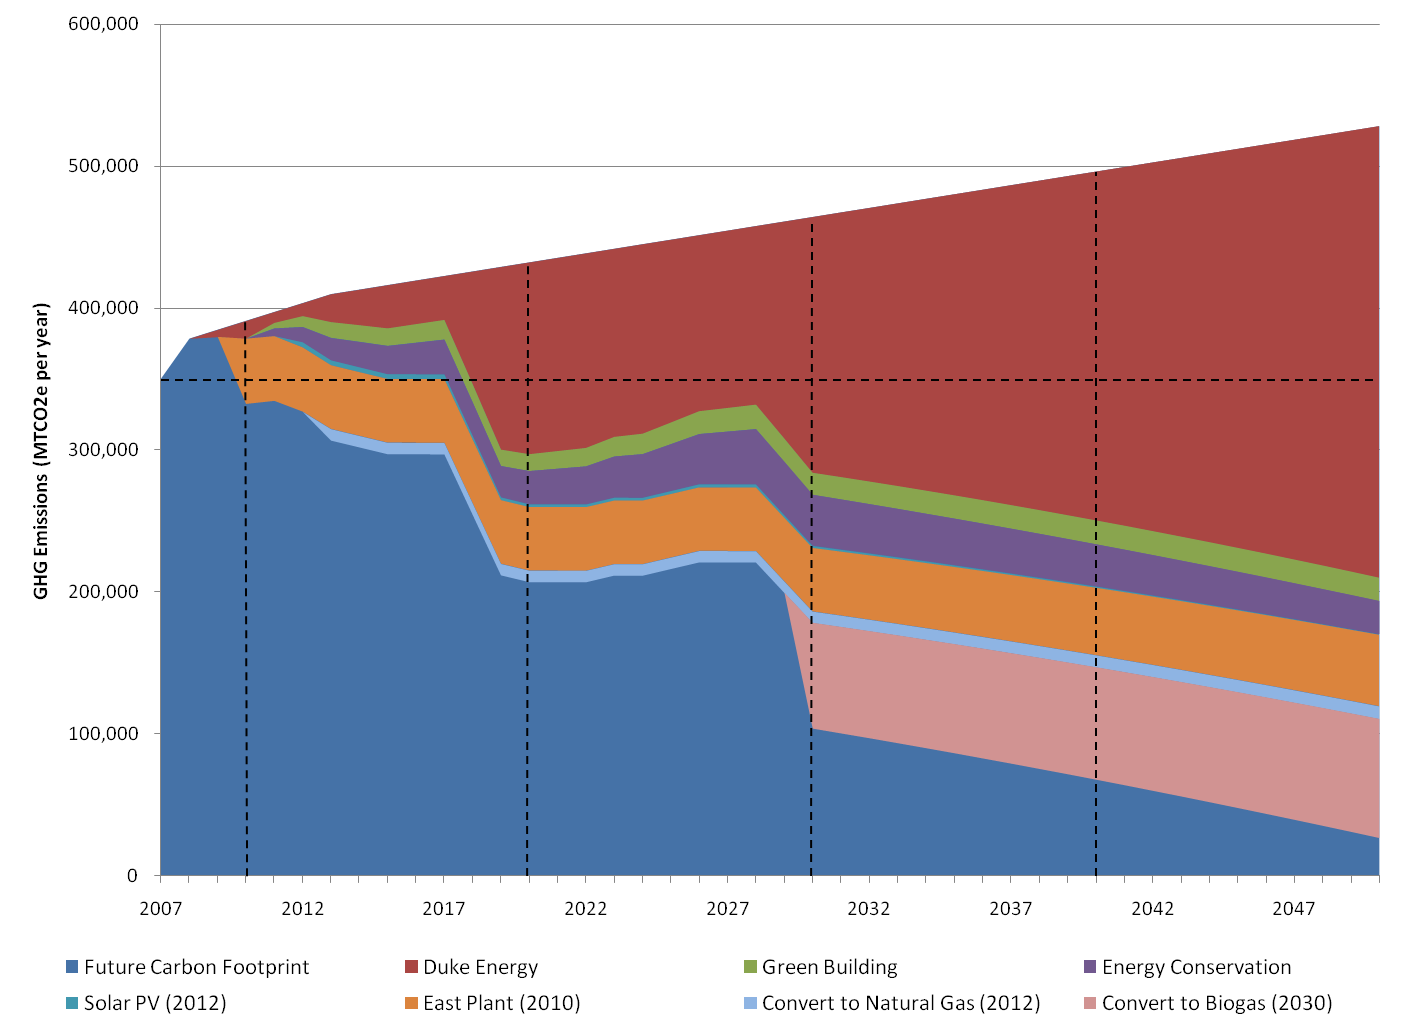 600,000
500,000
400,000
300,000
200,000
100,000
0
GHG Emissions (MTCO2e per year)
2007 2012 2017 2022 2027 2032 2037 2042 2047
Future Carbon Footprint Duke Energy Green Building Energy Conservation
Solar PV (2012) East Plant (2010) Convert to Natural Gas (2012) Convert to Biogas (2030)